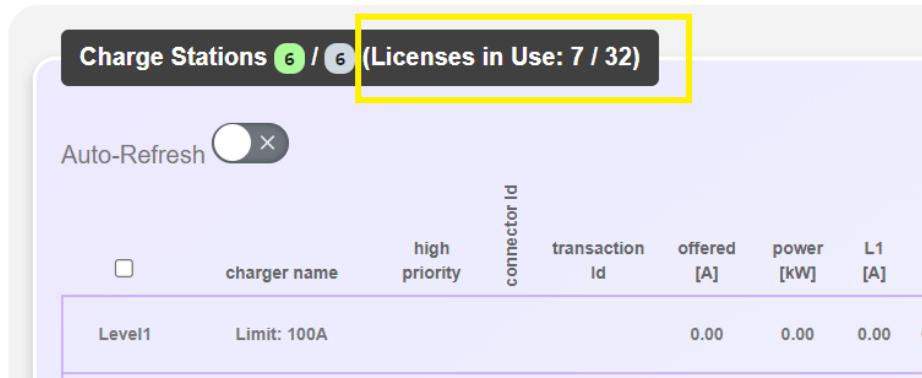 Charge Stations 6 / 6 (Licenses in Use: 7 / 32)
Auto-Refresh
charger name
high
priority
connector Id
transaction
Id
offered
[A]
power
[kW]
L1
[A]
Level1 Limit: 100A 0.00 0.00 0.00